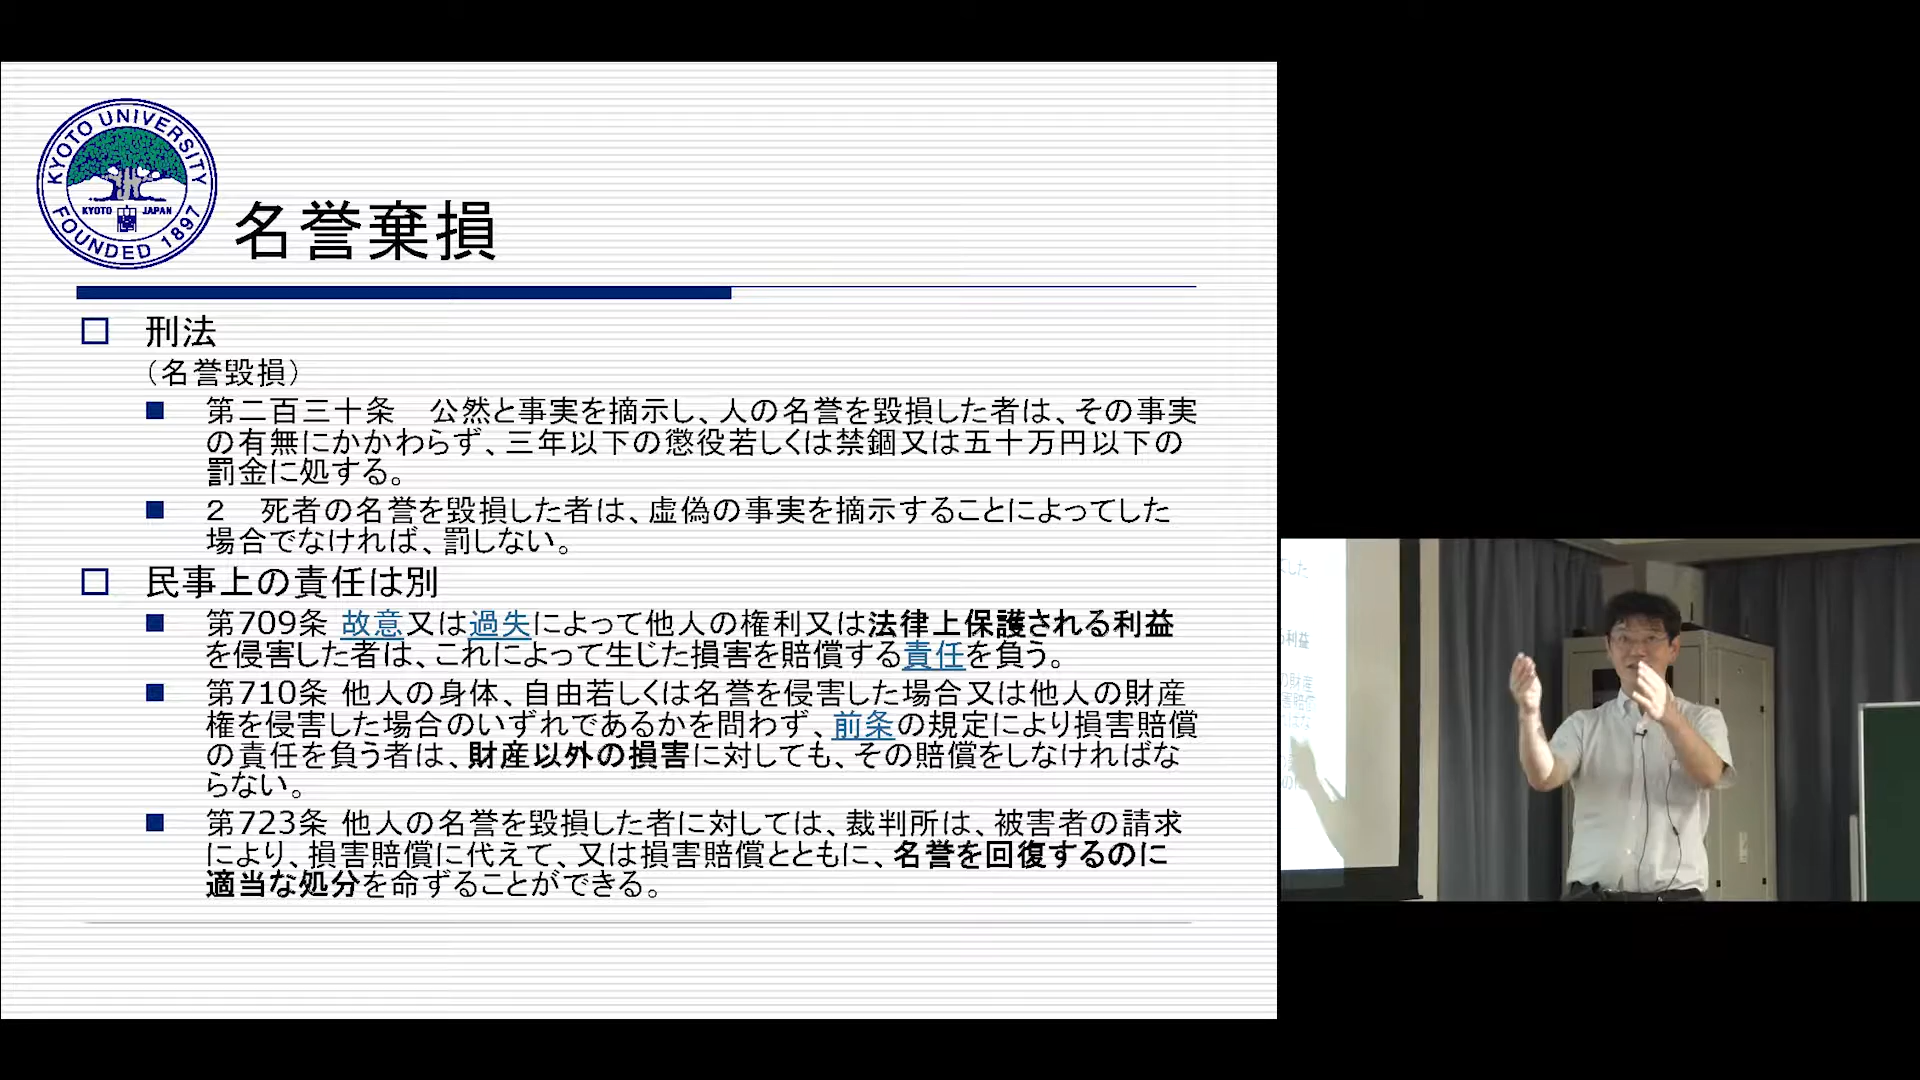 KYOTO UNIVERSITY
KYOTO JAPAN
FOUNDED 1897
名誉棄損
刑法
（名誉毀損）
第二百三十条　公然と事実を摘示し、人の名誉を毀損した者は、その事実
の有無にかかわらず、三年以下の懲役若しくは禁錮又は五十万円以下の
罰金に処する。
２　死者の名誉を毀損した者は、虚偽の事実を摘示することによってした
場合でなければ、罰しない。
民事上の責任は別
第709条 故意又は過失によって他人の権利又は法律上保護される利益
を侵害した者は、これによって生じた損害を賠償する責任を負う。
第710条 他人の身体、自由若しくは名誉を侵害した場合又は他人の財産
権を侵害した場合のいずれであるかを問わず、前条の規定により損害賠償
の責任を負う者は、財産以外の損害に対しても、その賠償をしなければな
らない。
第723条 他人の名誉を毀損した者に対しては、裁判所は、被害者の請求
により、損害賠償に代えて、又は損害賠償とともに、名誉を回復するのに
適当な処分を命ずることができる。
した
利益
財産